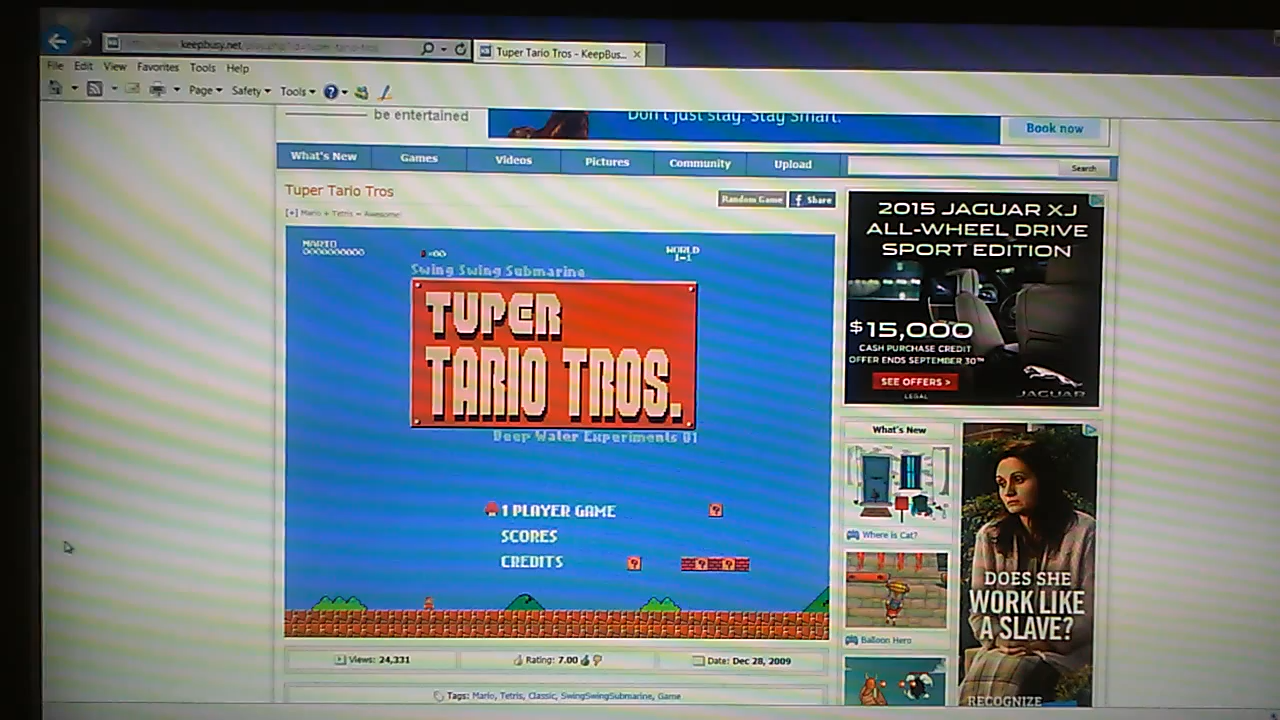 keepbusy.net
Tuper Tario Tros - KeepBus...
File Edit View Favorites Tools Help
Page Safety Tools
be entertained
Don't just stay. Stay smart.
Book now
What's New Games Videos Pictures Community Upload
Search
Tuper Tario Tros
Random Game
Share
[+] Mario + Tetris = Awesome!
MARIO
0000000000
×00
WORLD
1-1
Swing Swing Submarine
TUPER
TARIO TROS.
Deep Water Experiments 01
1 PLAYER GAME
SCORES
CREDITS
Views: 24,331
Rating: 7.00
Date: Dec 28, 2009
Tags: Mario, Tetris, Classic, SwingSwingSubmarine, Game
2015 JAGUAR XJ
ALL-WHEEL DRIVE
SPORT EDITION
$15,000
CASH PURCHASE CREDIT
OFFER ENDS SEPTEMBER 30™
SEE OFFERS >
LEGAL
JAGUAR
What's New
Where is Cat?
Balloon Hero
DOES SHE
WORK LIKE
A SLAVE?
RECOGNIZE